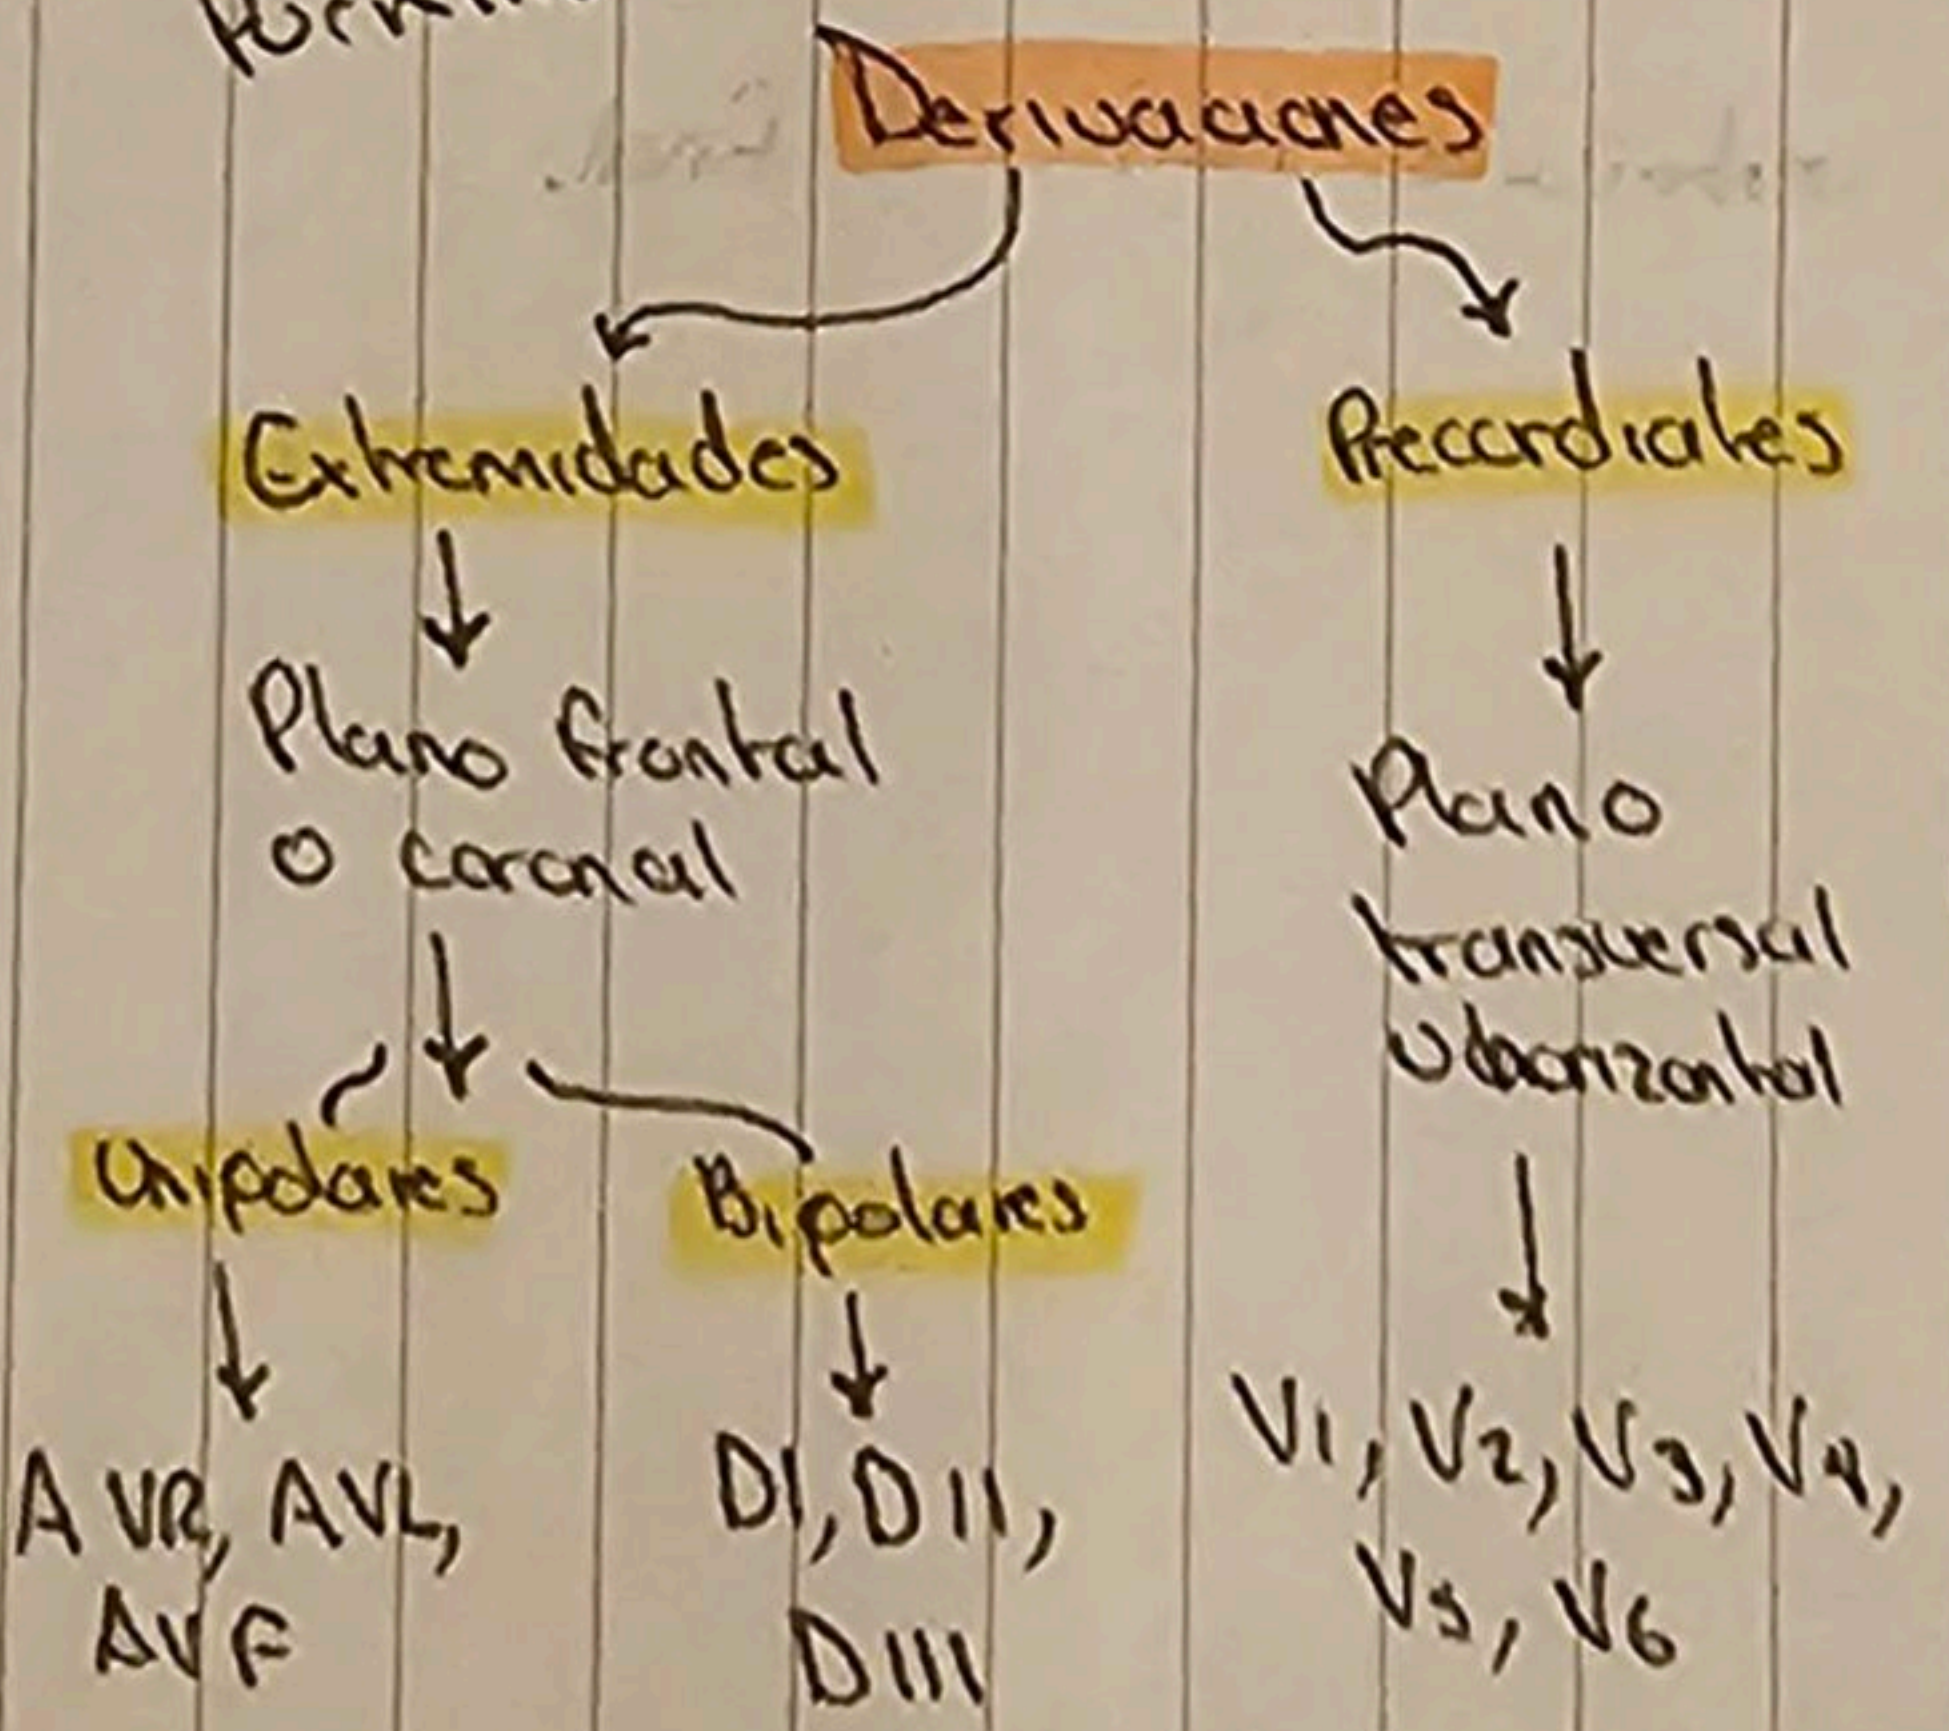 Derivaciones
Extremidades
Precordiales
Plano frontal
o coronal
Plano
transversal
u horizontal
Unipolares
Bipolares
AVR, AVL,
AVF
DI, DII,
DIII
V1, V2, V3, V4,
V5, V6